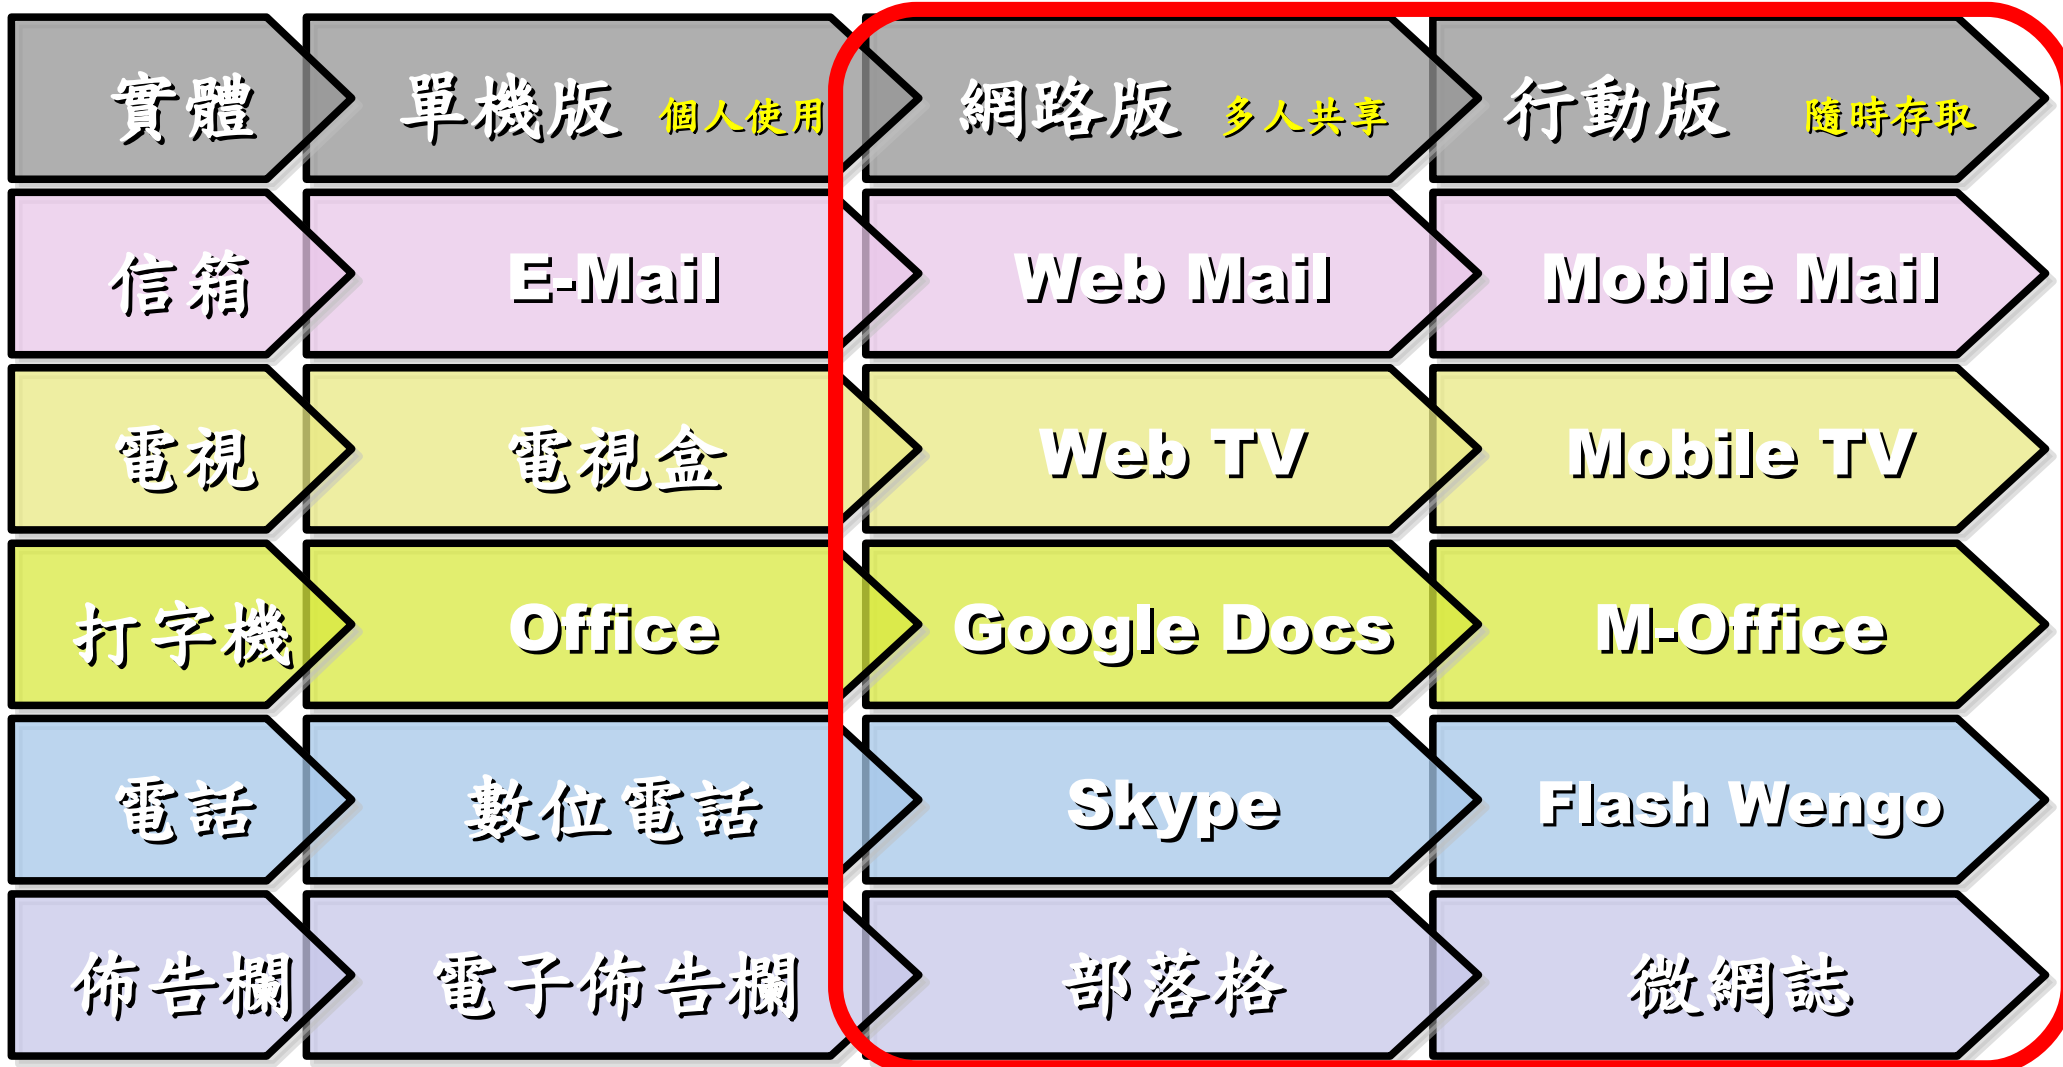 實體 單機版 個人使用 網路版 多人共享 行動版 隨時存取
信箱 E-Mail Web Mail Mobile Mail
電視 電視盒 Web TV Mobile TV
打字機 Office Google Docs M-Office
電話 數位電話 Skype Flash Wengo
佈告欄 電子佈告欄 部落格 微網誌